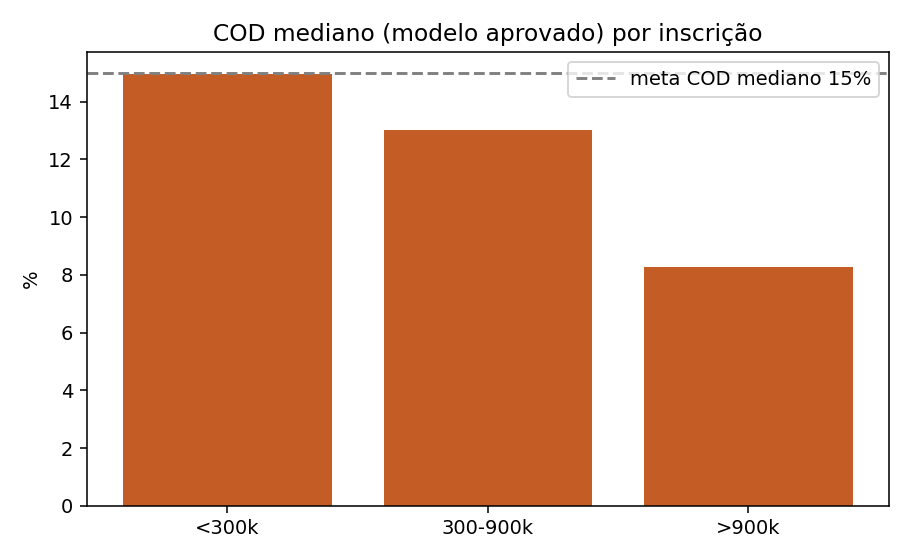 COD mediano (modelo aprovado) por inscrição
meta COD mediano 15%
%
14
12
10
8
6
4
2
0
<300k
300-900k
>900k